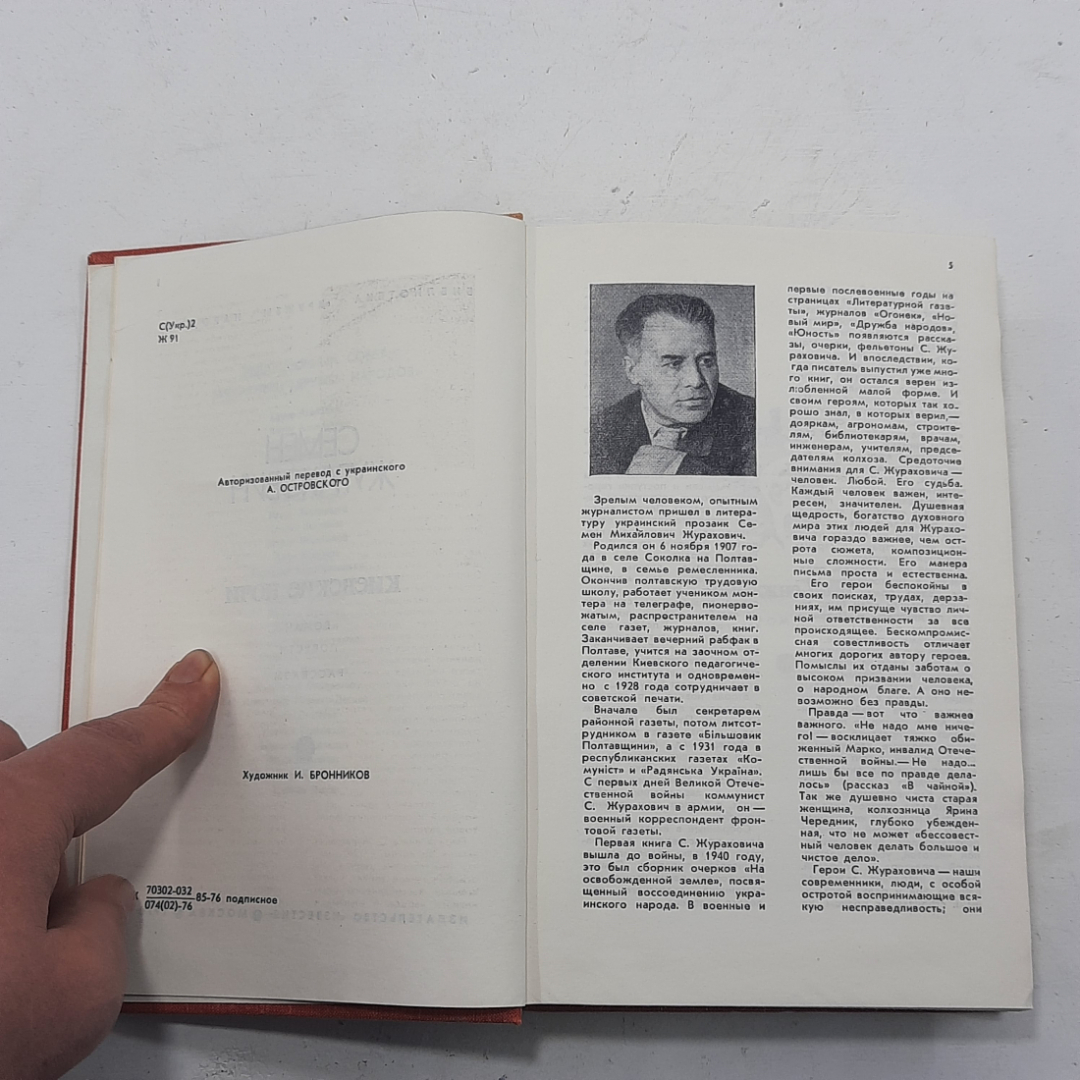 С(Укр.)2
Ж 91
Авторизованный перевод с украинского
А. ОСТРОВСКОГО
Художник И. БРОННИКОВ
70302-032
074(02)-76
85-76 подписное
5
Зрелым человеком, опытным
журналистом пришел в литера-
туру украинский прозаик Се-
мен Михайлович Журахович.
Родился он 6 ноября 1907 го-
да в селе Соколка на Полтав-
щине, в семье ремесленника.
Окончив полтавскую трудовую
школу, работает учеником мон-
тера на телеграфе, пионерво-
жатым, распространителем на
селе газет, журналов, книг.
Заканчивает вечерний рабфак в
Полтаве, учится на заочном от-
делении Киевского педагогиче-
ского института и одновремен-
но с 1928 года сотрудничает в
советской печати.
Вначале был секретарем
районной газеты, потом литсот-
рудником в газете «Більшовик
Полтавщини», а с 1931 года в
республиканских газетах «Ко-
муніст» и «Радянська Україна».
С первых дней Великой Отече-
ственной войны коммунист
С. Журахович в армии, он —
военный корреспондент фрон-
товой газеты.
Первая книга С. Жураховича
вышла до войны, в 1940 году,
это был сборник очерков «На
освобожденной земле», посвя-
щенный воссоединению укра-
инского народа. В военные и
первые послевоенные годы на
страницах «Литературной газе-
ты», журналов «Огонек», «Но-
вый мир», «Дружба народов»,
«Юность» появляются расска-
зы, очерки, фельетоны С. Жу-
раховича. И впоследствии, ко-
гда писатель выпустил уже мно-
го книг, он остался верен из-
любленной малой форме. И
своим героям, которых так хо-
рошо знал, в которых верил,—
дояркам, агрономам, строите-
лям, библиотекарям, врачам,
инженерам, учителям, предсе-
дателям колхоза. Средоточие
внимания для С. Жураховича —
человек. Любой. Его судьба.
Каждый человек важен, инте-
ресен, значителен. Душевная
щедрость, богатство духовного
мира этих людей для Журахо-
вича гораздо важнее, чем ост-
рота сюжета, композицион-
ные сложности. Его манера
письма проста и естественна.
Его герои беспокойны в
своих поисках, трудах, дерза-
ниях, им присуще чувство лич-
ной ответственности за все
происходящее. Бескомпромис-
сная совестливость отличает
многих дорогих автору героев.
Помыслы их отданы заботам о
высоком призвании человека,
о народном благе. А оно не-
возможно без правды.
Правда — вот что важнее
важного. «Не надо мне ниче-
го! — восклицает тяжко оби-
женный Марко, инвалид Отече-
ственной войны.— Не надо...
лишь бы все по правде дела-
лось» (рассказ «В чайной»).
Так же душевно чиста старая
женщина, колхозница Ярина
Чередник, глубоко убежден-
ная, что не может «бессовест-
ный человек делать большое и
чистое дело».
Герои С. Жураховича — наши
современники, люди, с особой
остротой воспринимающие вся-
кую несправедливость; они